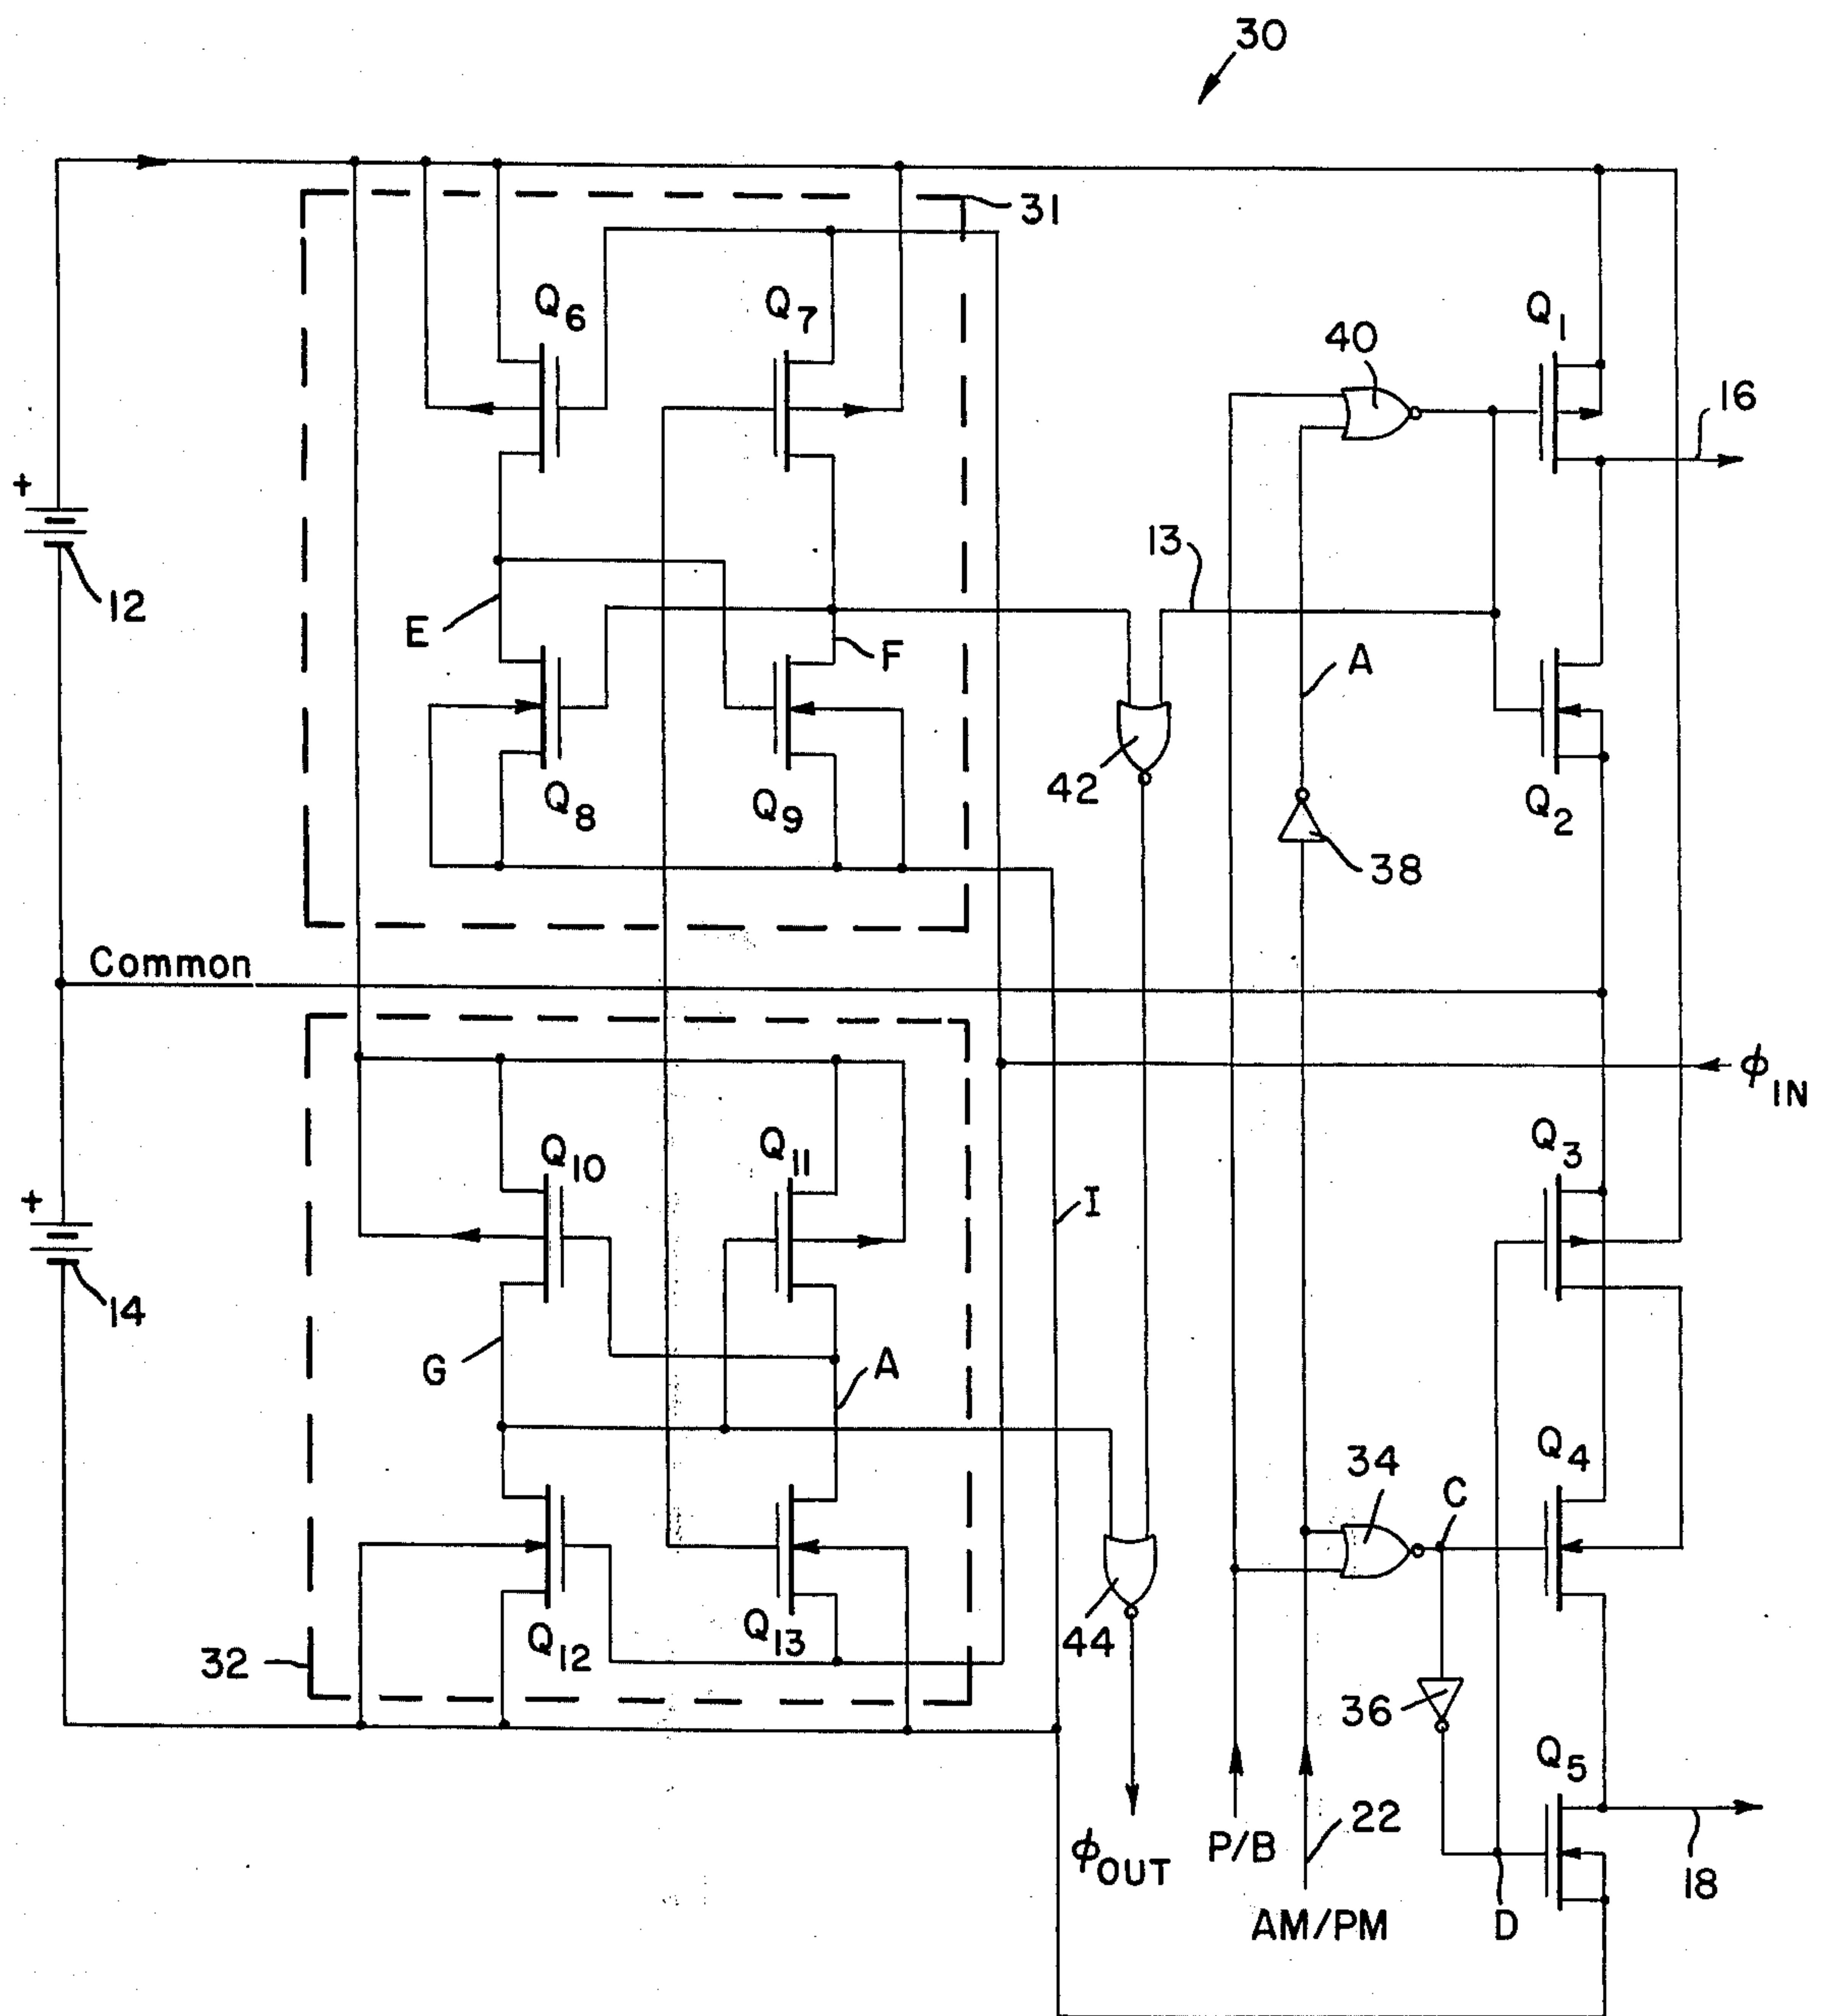 30
31
Q6
Q7
Q1
40
16
+
12
13
E
F
A
42
Q8
Q9
Q2
38
Common
ϕIN
Q3
Q10
Q11
+
I
14
G
A
Q4
34
C
32
Q12
Q13
44
36
Q5
ϕOUT
P/B
22
18
AM/PM
D